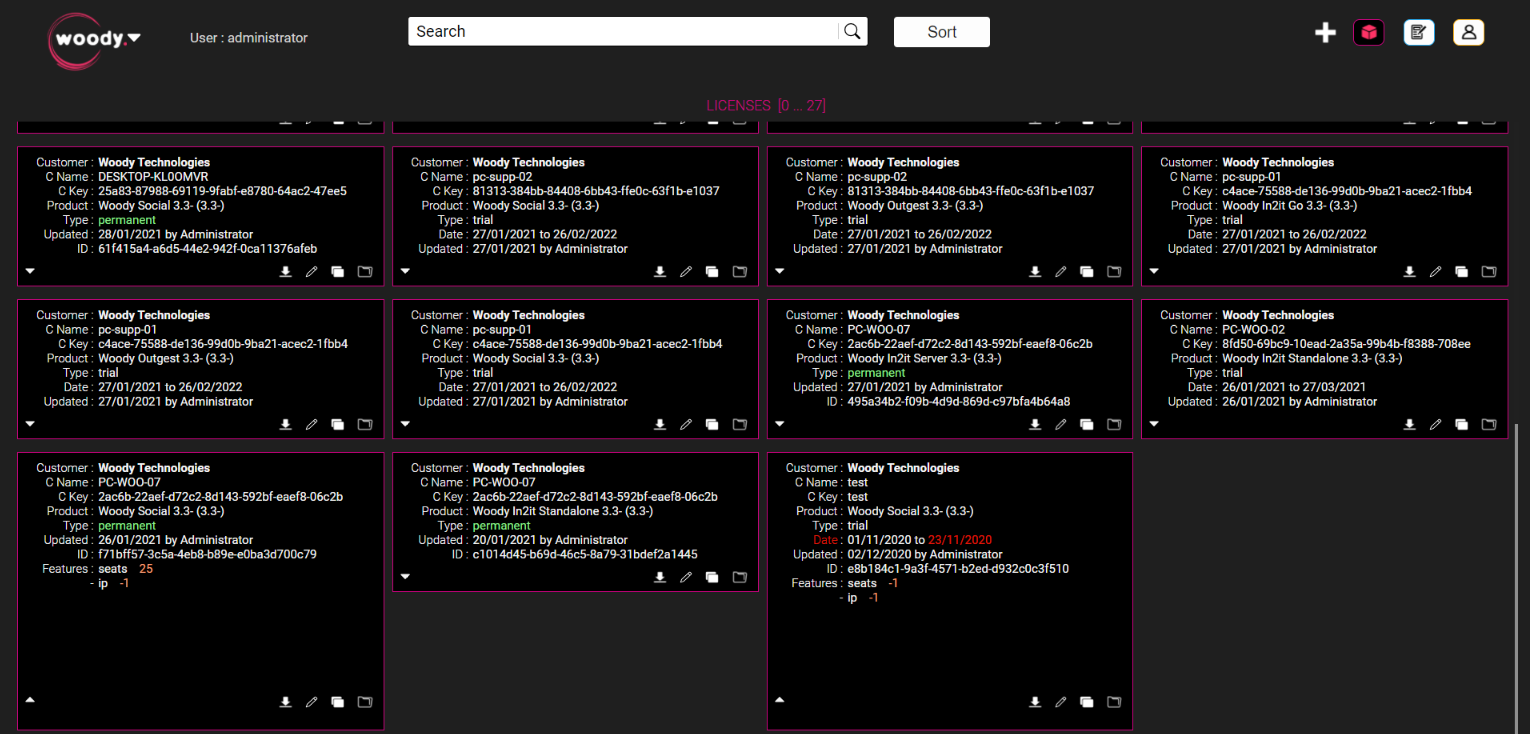 woody.
User : administrator
Search
Sort
LICENSES [0 ... 27]
Customer : Woody Technologies
C Name : DESKTOP-KL0OMVR
C Key : 25a83-87988-69119-9fabf-e8780-64ac2-47ee5
Product : Woody Social 3.3- (3.3-)
Type : permanent
Updated : 28/01/2021 by Administrator
ID : 61f415a4-a6d5-44e2-942f-0ca11376afeb
Customer : Woody Technologies
C Name : pc-supp-02
C Key : 81313-384bb-84408-6bb43-ffe0c-63f1b-e1037
Product : Woody Social 3.3- (3.3-)
Type : trial
Date : 27/01/2021 to 26/02/2022
Updated : 27/01/2021 by Administrator
Customer : Woody Technologies
C Name : pc-supp-02
C Key : 81313-384bb-84408-6bb43-ffe0c-63f1b-e1037
Product : Woody Outgest 3.3- (3.3-)
Type : trial
Date : 27/01/2021 to 26/02/2022
Updated : 27/01/2021 by Administrator
Customer : Woody Technologies
C Name : pc-supp-01
C Key : c4ace-75588-de136-99d0b-9ba21-acec2-1fbb4
Product : Woody In2it Go 3.3- (3.3-)
Type : trial
Date : 27/01/2021 to 26/02/2022
Updated : 27/01/2021 by Administrator
Customer : Woody Technologies
C Name : pc-supp-01
C Key : c4ace-75588-de136-99d0b-9ba21-acec2-1fbb4
Product : Woody Outgest 3.3- (3.3-)
Type : trial
Date : 27/01/2021 to 26/02/2022
Updated : 27/01/2021 by Administrator
Customer : Woody Technologies
C Name : pc-supp-01
C Key : c4ace-75588-de136-99d0b-9ba21-acec2-1fbb4
Product : Woody Social 3.3- (3.3-)
Type : trial
Date : 27/01/2021 to 26/02/2022
Updated : 27/01/2021 by Administrator
Customer : Woody Technologies
C Name : PC-WOO-07
C Key : 2ac6b-22aef-d72c2-8d143-592bf-eaef8-06c2b
Product : Woody In2it Server 3.3- (3.3-)
Type : permanent
Updated : 27/01/2021 by Administrator
ID : 495a34b2-f09b-4d9d-869d-c97bfa4b64a8
Customer : Woody Technologies
C Name : PC-WOO-02
C Key : 8fd50-69bc9-10ead-2a35a-99b4b-f8388-708ee
Product : Woody In2it Standalone 3.3- (3.3-)
Type : trial
Date : 26/01/2021 to 27/03/2021
Updated : 26/01/2021 by Administrator
Customer : Woody Technologies
C Name : PC-WOO-07
C Key : 2ac6b-22aef-d72c2-8d143-592bf-eaef8-06c2b
Product : Woody Social 3.3- (3.3-)
Type : permanent
Updated : 26/01/2021 by Administrator
ID : f71bff57-3c5a-4eb8-b89e-e0ba3d700c79
Features : seats 25
- ip -1
Customer : Woody Technologies
C Name : PC-WOO-07
C Key : 2ac6b-22aef-d72c2-8d143-592bf-eaef8-06c2b
Product : Woody In2it Standalone 3.3- (3.3-)
Type : permanent
Updated : 20/01/2021 by Administrator
ID : c1014d45-b69d-46c5-8a79-31bdef2a1445
Customer : Woody Technologies
C Name : test
C Key : test
Product : Woody Social 3.3- (3.3-)
Type : trial
Date : 01/11/2020 to 23/11/2020
Updated : 02/12/2020 by Administrator
ID : e8b184c1-9a3f-4571-b2ed-d932c0c3f510
Features : seats -1
- ip -1